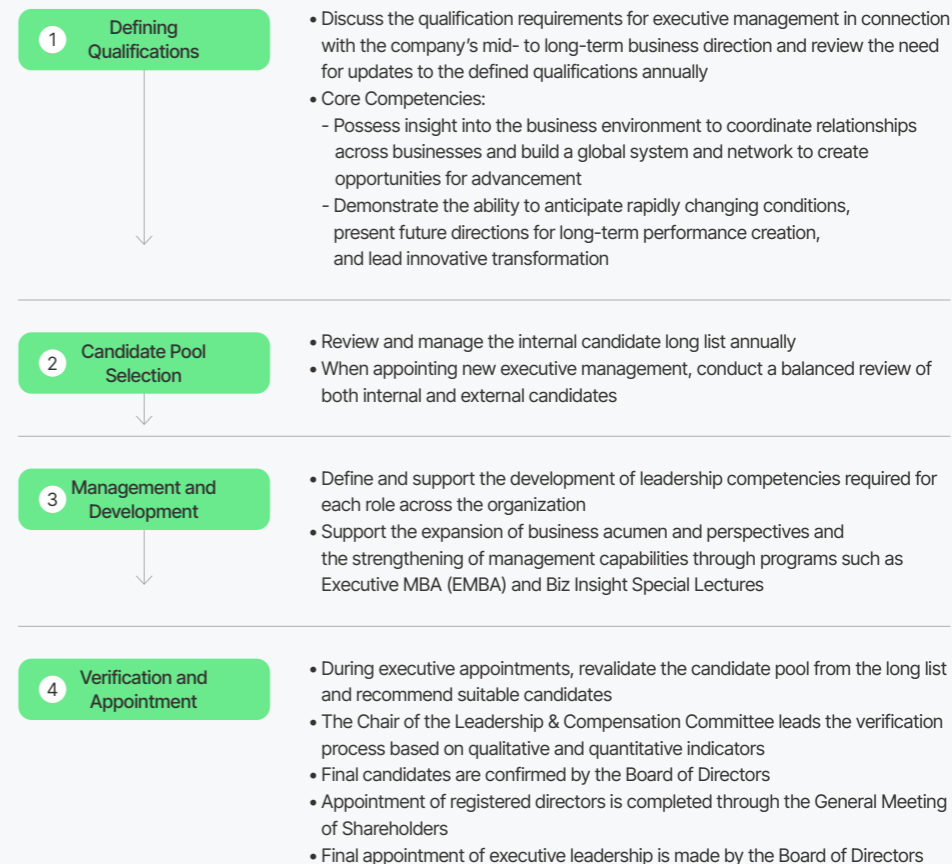 1
Defining
Qualifications
• Discuss the qualification requirements for executive management in connection
with the company's mid- to long-term business direction and review the need
for updates to the defined qualifications annually
• Core Competencies:
- Possess insight into the business environment to coordinate relationships
across businesses and build a global system and network to create
opportunities for advancement
- Demonstrate the ability to anticipate rapidly changing conditions,
present future directions for long-term performance creation,
and lead innovative transformation
2
Candidate Pool
Selection
• Review and manage the internal candidate long list annually
• When appointing new executive management, conduct a balanced review of
both internal and external candidates
3
Management and
Development
• Define and support the development of leadership competencies required for
each role across the organization
• Support the expansion of business acumen and perspectives and
the strengthening of management capabilities through programs such as
Executive MBA (EMBA) and Biz Insight Special Lectures
4
Verification and
Appointment
• During executive appointments, revalidate the candidate pool from the long list
and recommend suitable candidates
• The Chair of the Leadership & Compensation Committee leads the verification
process based on qualitative and quantitative indicators
• Final candidates are confirmed by the Board of Directors
• Appointment of registered directors is completed through the General Meeting
of Shareholders
• Final appointment of executive leadership is made by the Board of Directors